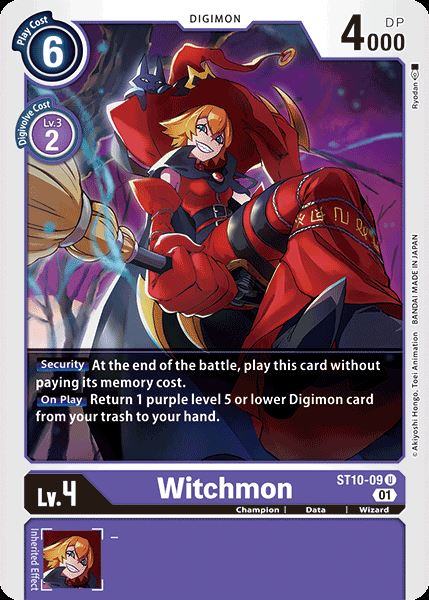 DIGIMON
Play Cost
6
4000
DP
Digivolve Cost
Lv.3
2
Ryodan
Security At the end of the battle, play this card without
paying its memory cost.
On Play Return 1 purple level 5 or lower Digimon card
from your trash to your hand.
© Akiyoshi Hongo, Toei Animation BANDAI MADE IN JAPAN
Lv.4
Witchmon
ST10-09 U
01
Champion | Data | Wizard
Inherited Effect
–